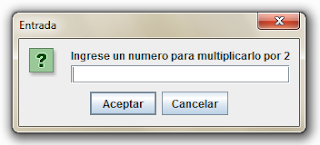 Entrada
?
Ingrese un numero para multiplicarlo por 2
Aceptar
Cancelar